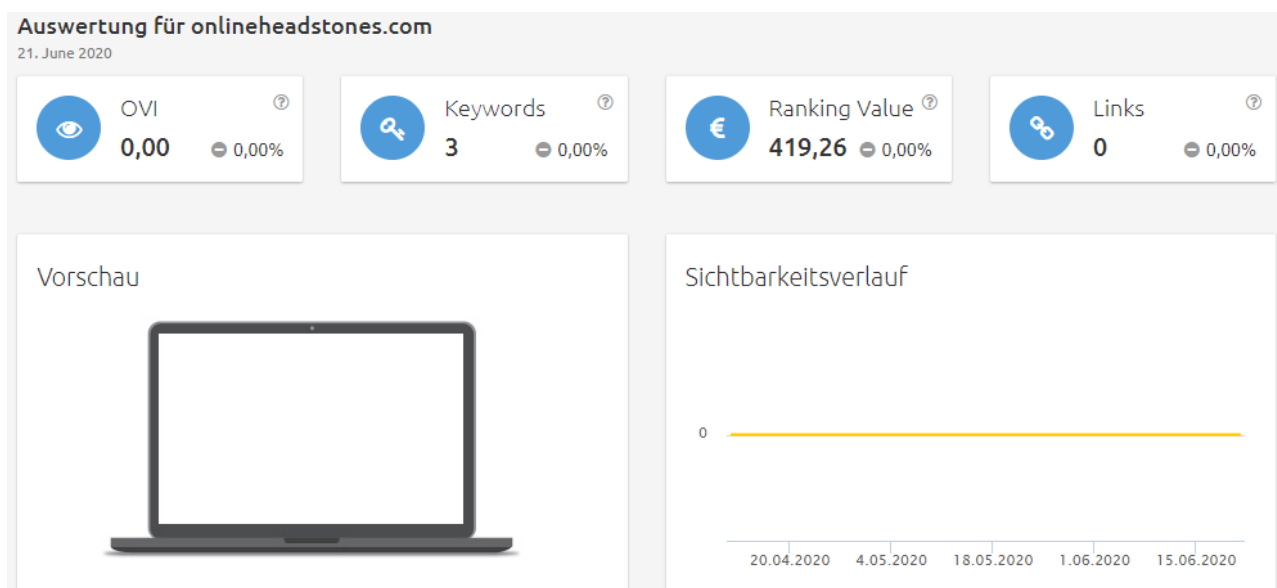 Auswertung für onlineheadstones.com
21. June 2020
OVI
0,00 0,00%
Keywords
3 0,00%
Ranking Value
419,26 0,00%
Links
0 0,00%
Vorschau
Sichtbarkeitsverlauf
0
20.04.2020 4.05.2020 18.05.2020 1.06.2020 15.06.2020